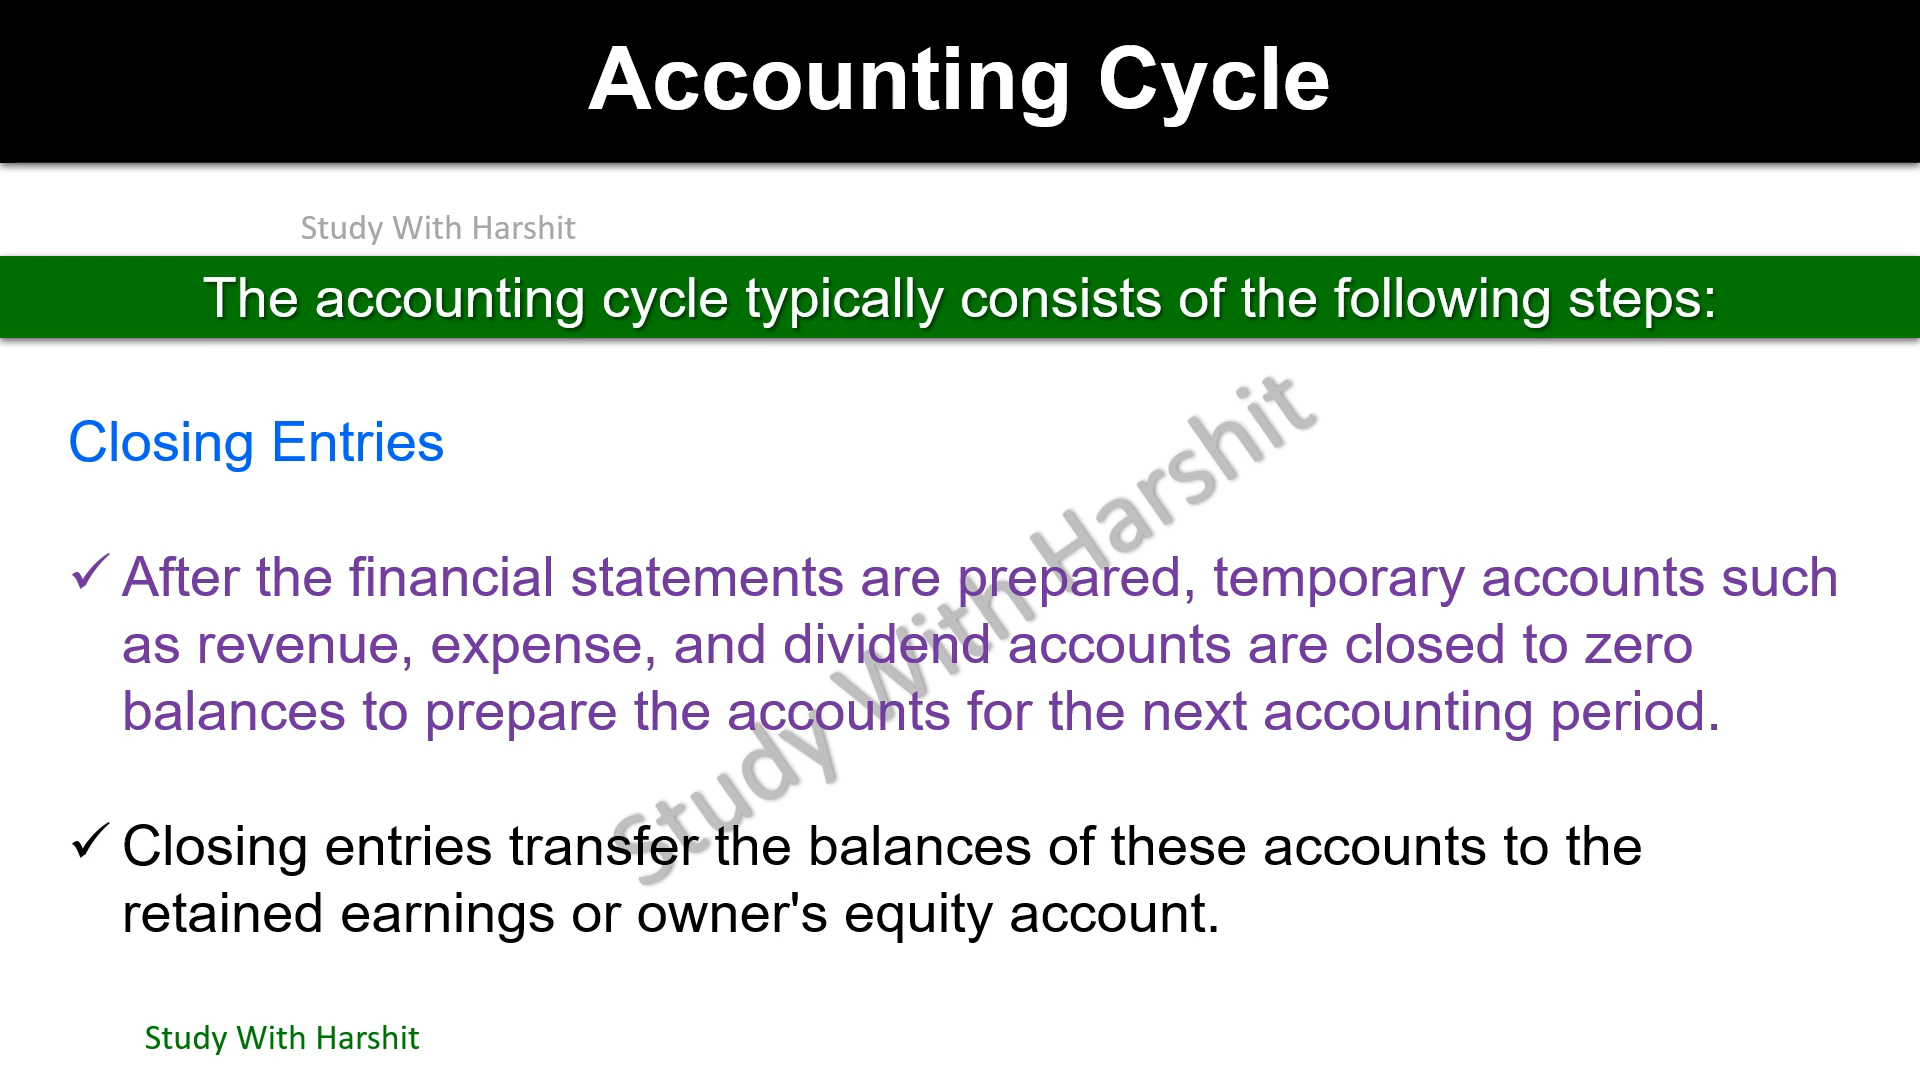 Accounting Cycle
Study With Harshit
The accounting cycle typically consists of the following steps:
Closing Entries
✓ After the financial statements are prepared, temporary accounts such
as revenue, expense, and dividend accounts are closed to zero
balances to prepare the accounts for the next accounting period.
✓ Closing entries transfer the balances of these accounts to the
retained earnings or owner's equity account.
Study With Harshit
Study With Harshit